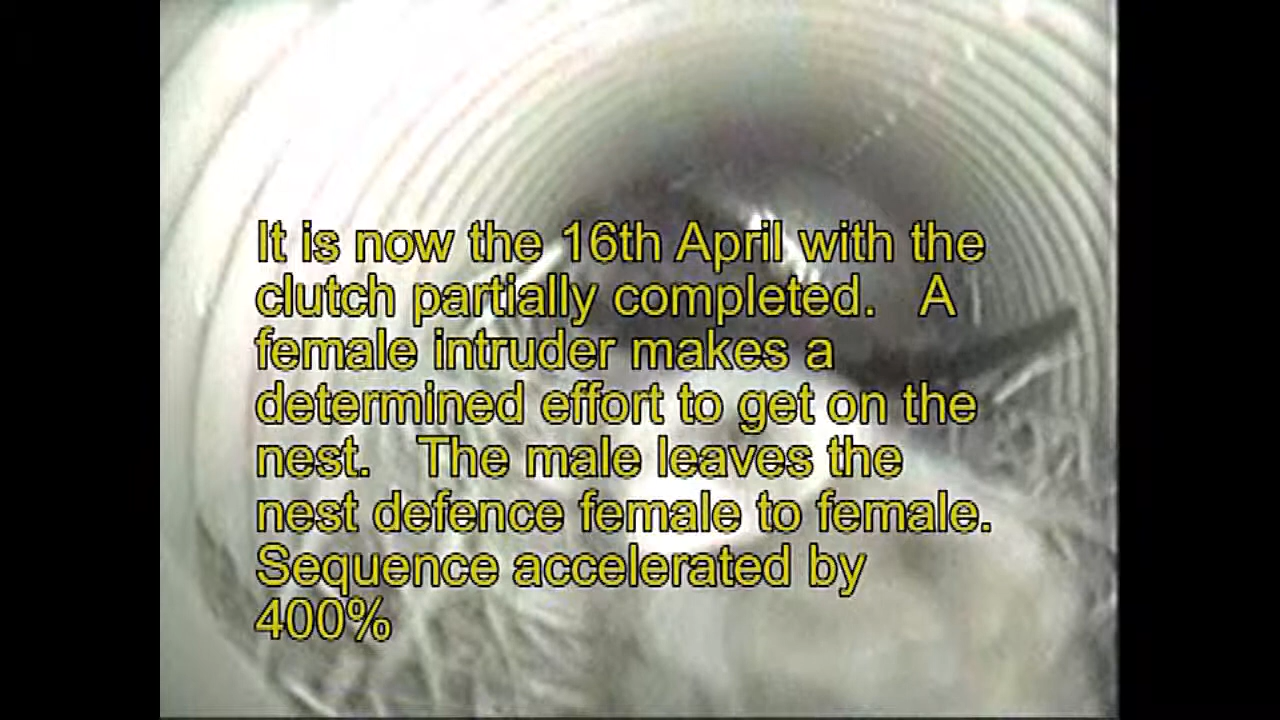 It is now the 16th April with the
clutch partially completed.   A
female intruder makes a
determined effort to get on the
nest.   The male leaves the
nest defence female to female.
Sequence accelerated by
400%